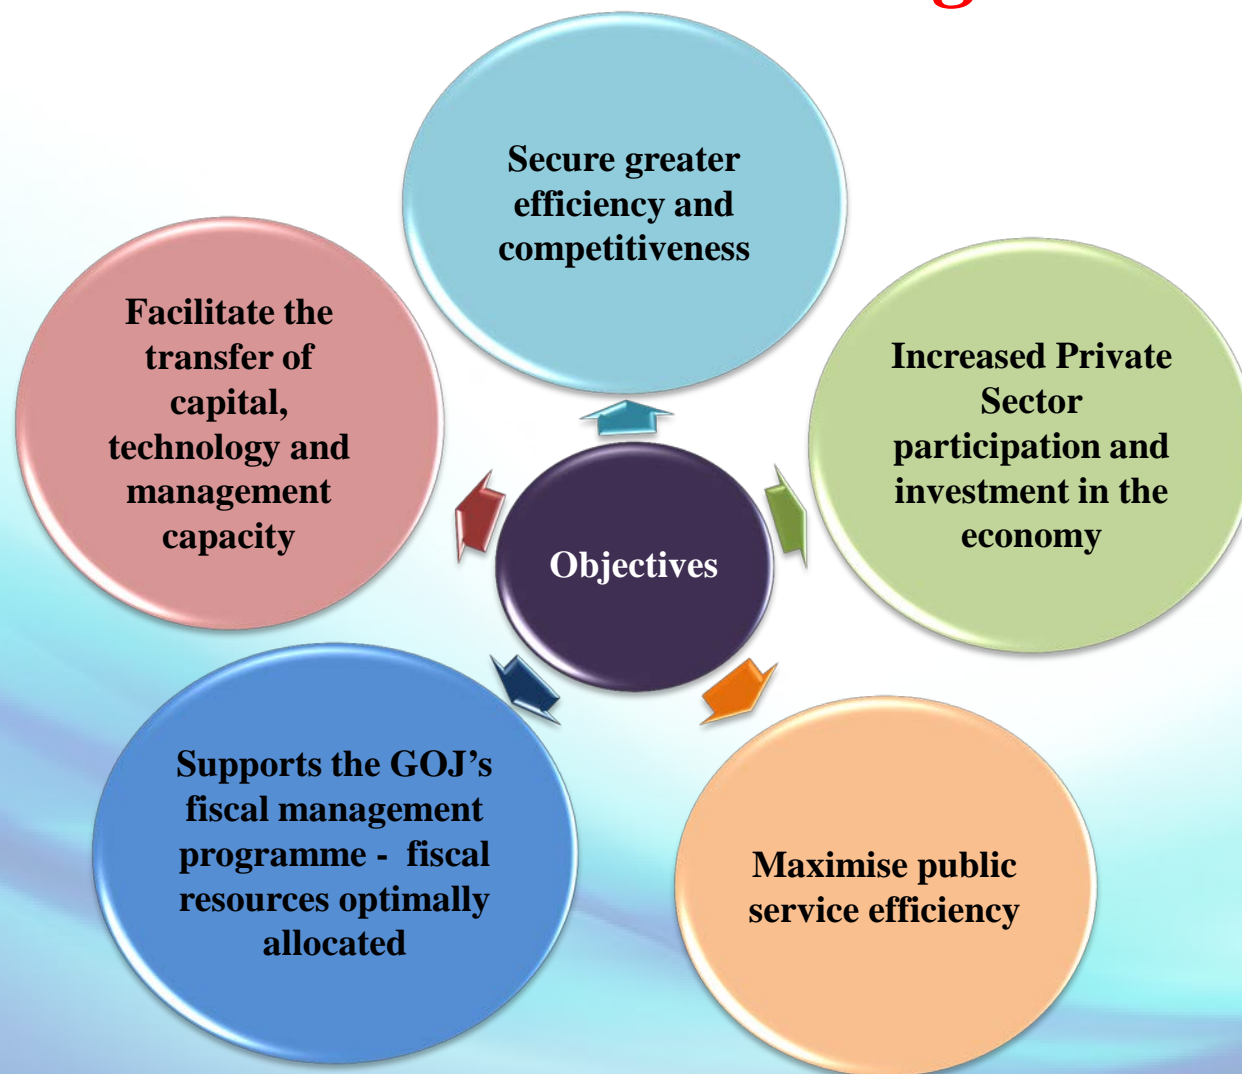 Secure greater
efficiency and
competitiveness
Increased Private
Sector
participation and
investment in the
economy
Maximise public
service efficiency
Supports the GOJ’s
fiscal management
programme -  fiscal
resources optimally
allocated
Facilitate the
transfer of
capital,
technology and
management
capacity
Objectives